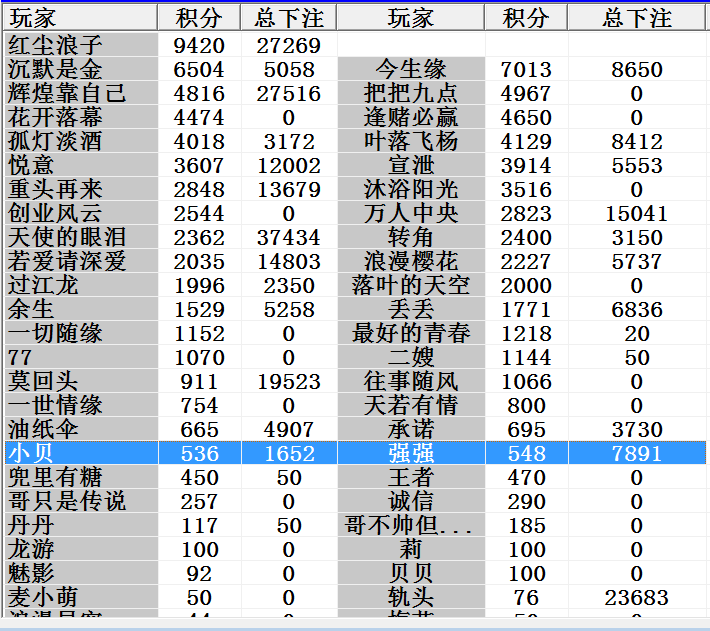 玩家 积分 总下注 玩家 积分 总下注
红尘浪子 9420 27269
沉默是金 6504 5058 今生缘 7013 8650
辉煌靠自己 4816 27516 把把九点 4967 0
花开落幕 4474 0 逢赌必赢 4650 0
孤灯淡酒 4018 3172 叶落飞杨 4129 8412
悦意 3607 12002 宣泄 3914 5553
重头再来 2848 13679 沐浴阳光 3516 0
创业风云 2544 0 万人中央 2823 15041
天使的眼泪 2362 37434 转角 2400 3150
若爱请深爱 2035 14803 浪漫樱花 2227 5737
过江龙 1996 2350 落叶的天空 2000 0
余生 1529 5258 丢丢 1771 6836
一切随缘 1152 0 最好的青春 1218 20
77 1070 0 二嫂 1144 50
莫回头 911 19523 往事随风 1066 0
一世情缘 754 0 天若有情 800 0
油纸伞 665 4907 承诺 695 3730
小贝 536 1652 强强 548 7891
兜里有糖 450 50 王者 470 0
哥只是传说 257 0 诚信 290 0
丹丹 117 50 哥不帅但... 185 0
龙游 100 0 莉 100 0
魅影 92 0 贝贝 100 0
麦小萌 50 0 轨头 76 23683